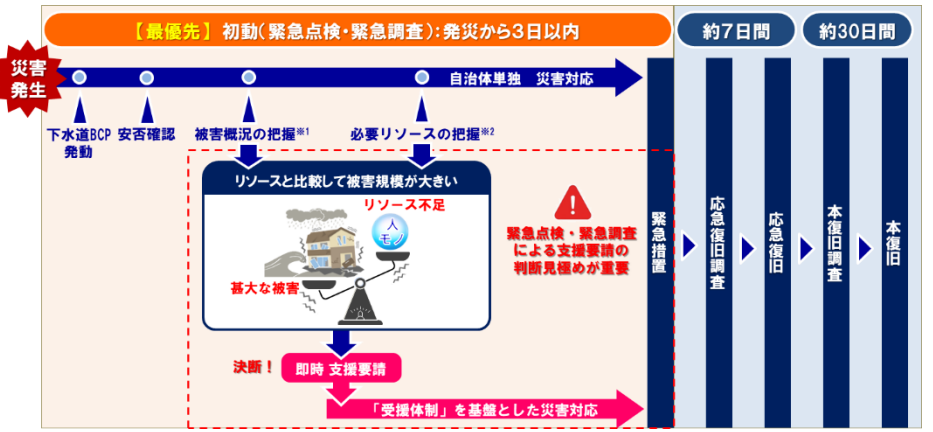 【最優先】初動(緊急点検・緊急調査):発災から3日以内
約7日間
約30日間
災害
発生
自治体単独 災害対応
下水道BCP
発動
安否確認
被害概況の把握※1
必要リソースの把握※2
リソースと比較して被害規模が大きい
リソース不足
人
モノ
甚大な被害
緊急点検・緊急調査
による支援要請の
判断見極めが重要
決断！
即時 支援要請
「受援体制」を基盤とした災害対応
緊急措置
応急復旧調査
応急復旧
本復旧調査
本復旧